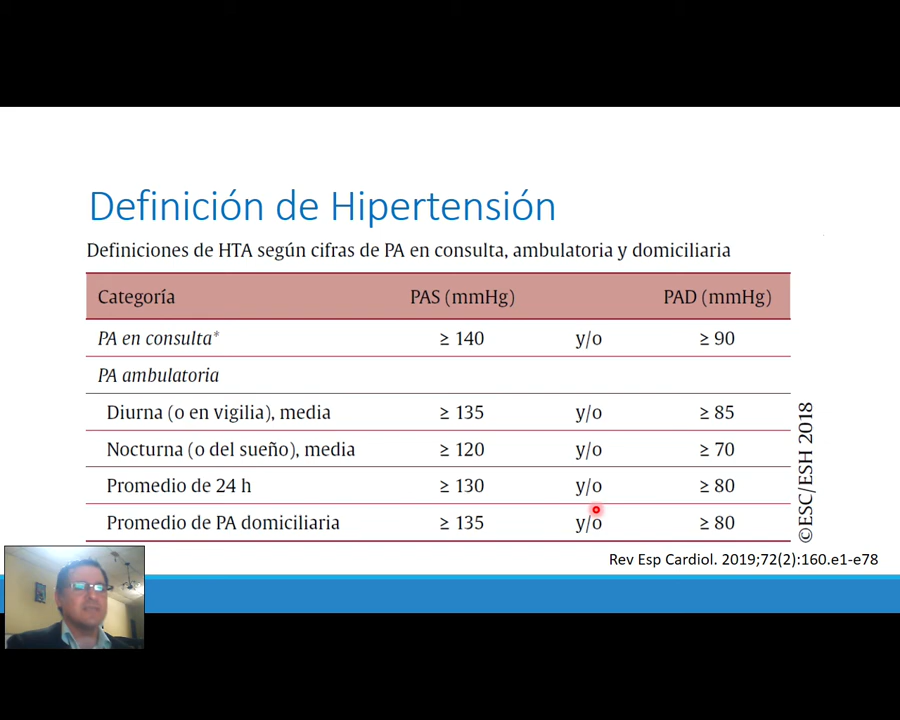 Definición de Hipertensión
Definiciones de HTA según cifras de PA en consulta, ambulatoria y domiciliaria
Categoría PAS (mmHg) PAD (mmHg)
PA en consulta* ≥ 140 y/o ≥ 90
PA ambulatoria
Diurna (o en vigilia), media ≥ 135 y/o ≥ 85
Nocturna (o del sueño), media ≥ 120 y/o ≥ 70
Promedio de 24 h ≥ 130 y/o ≥ 80
Promedio de PA domiciliaria ≥ 135 y/o ≥ 80
©ESC/ESH 2018
Rev Esp Cardiol. 2019;72(2):160.e1-e78